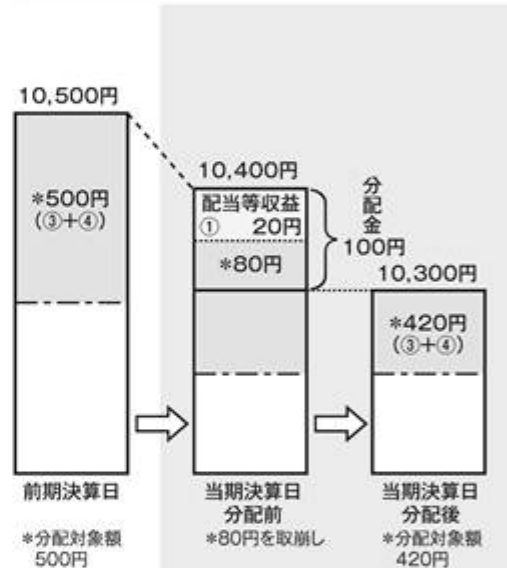 10,500円
*500円
(③+④)
10,400円
配当等収益
① 20円
*80円
分配金
100円
10,300円
*420円
(③+④)
前期決算日
*分配対象額
500円
当期決算日
分配前
*80円を取崩し
当期決算日
分配後
*分配対象額
420円